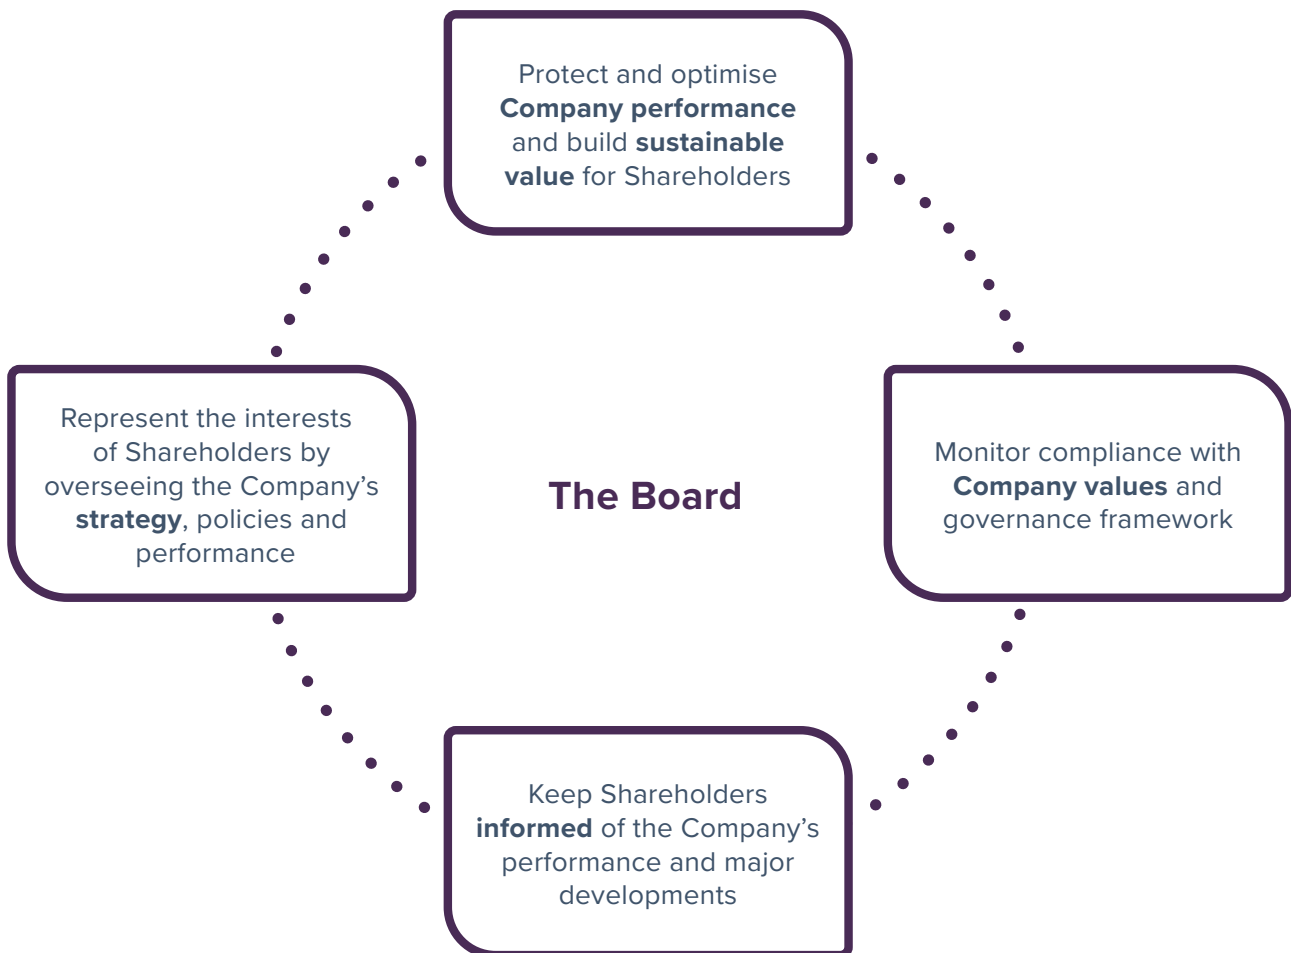 Protect and optimise
Company performance
and build sustainable
value for Shareholders
Represent the interests
of Shareholders by
overseeing the Company’s
strategy, policies and
performance
The Board
Monitor compliance with
Company values and
governance framework
Keep Shareholders
informed of the Company’s
performance and major
developments